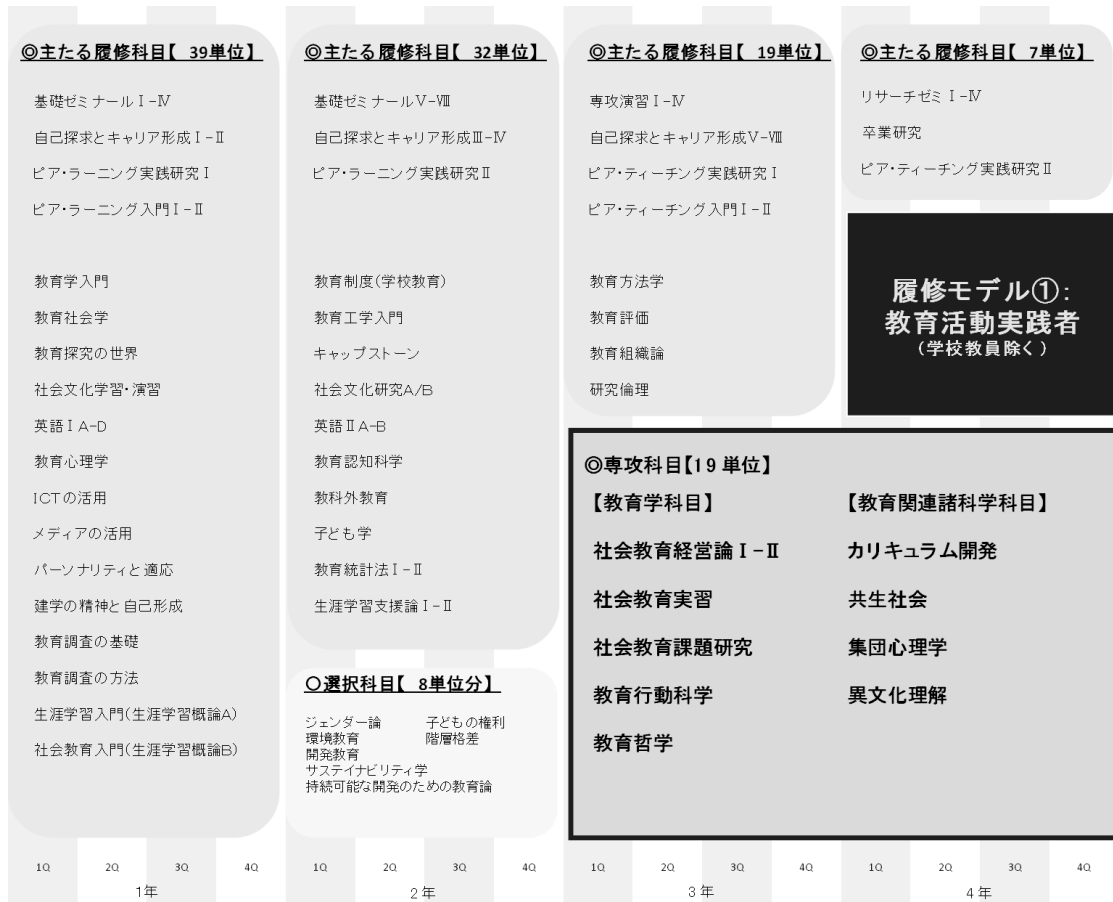 ◎主たる履修科目【 39単位】
基礎ゼミナールⅠ-Ⅳ
自己探求とキャリア形成Ⅰ-Ⅱ
ピア・ラーニング実践研究Ⅰ
ピア・ラーニング入門Ⅰ-Ⅱ
教育学入門
教育社会学
教育探究の世界
社会文化学習・演習
英語ⅠA-D
教育心理学
ICTの活用
メディアの活用
パーソナリティと適応
建学の精神と自己形成
教育調査の基礎
教育調査の方法
生涯学習入門(生涯学習概論A)
社会教育入門(生涯学習概論B)
◎主たる履修科目【 32単位】
基礎ゼミナールⅤ-Ⅷ
自己探求とキャリア形成Ⅲ-Ⅳ
ピア・ラーニング実践研究Ⅱ
教育制度(学校教育)
教育工学入門
キャップストーン
社会文化研究A/B
英語ⅡA-B
教育認知科学
教科外教育
子ども学
教育統計法Ⅰ-Ⅱ
生涯学習支援論Ⅰ-Ⅱ
〇選択科目【 8単位分】
ジェンダー論 子どもの権利
環境教育 階層格差
開発教育
サステイナビリティ学
持続可能な開発のための教育論
◎主たる履修科目【 19単位】
専攻演習Ⅰ-Ⅳ
自己探求とキャリア形成Ⅴ-Ⅷ
ピア・ティーチング実践研究Ⅰ
ピア・ティーチング入門Ⅰ-Ⅱ
教育方法学
教育評価
教育組織論
研究倫理
◎主たる履修科目【 7単位】
リサーチゼミⅠ-Ⅳ
卒業研究
ピア・ティーチング実践研究Ⅱ
履修モデル①:
教育活動実践者
(学校教員除く)
◎専攻科目【19単位】
【教育学科目】 【教育関連諸科学科目】
社会教育経営論Ⅰ-Ⅱ カリキュラム開発
社会教育実習 共生社会
社会教育課題研究 集団心理学
教育行動科学 異文化理解
教育哲学
1Q 2Q 3Q 4Q 1Q 2Q 3Q 4Q 1Q 2Q 3Q 4Q 1Q 2Q 3Q 4Q
1年 2年 3年 4年